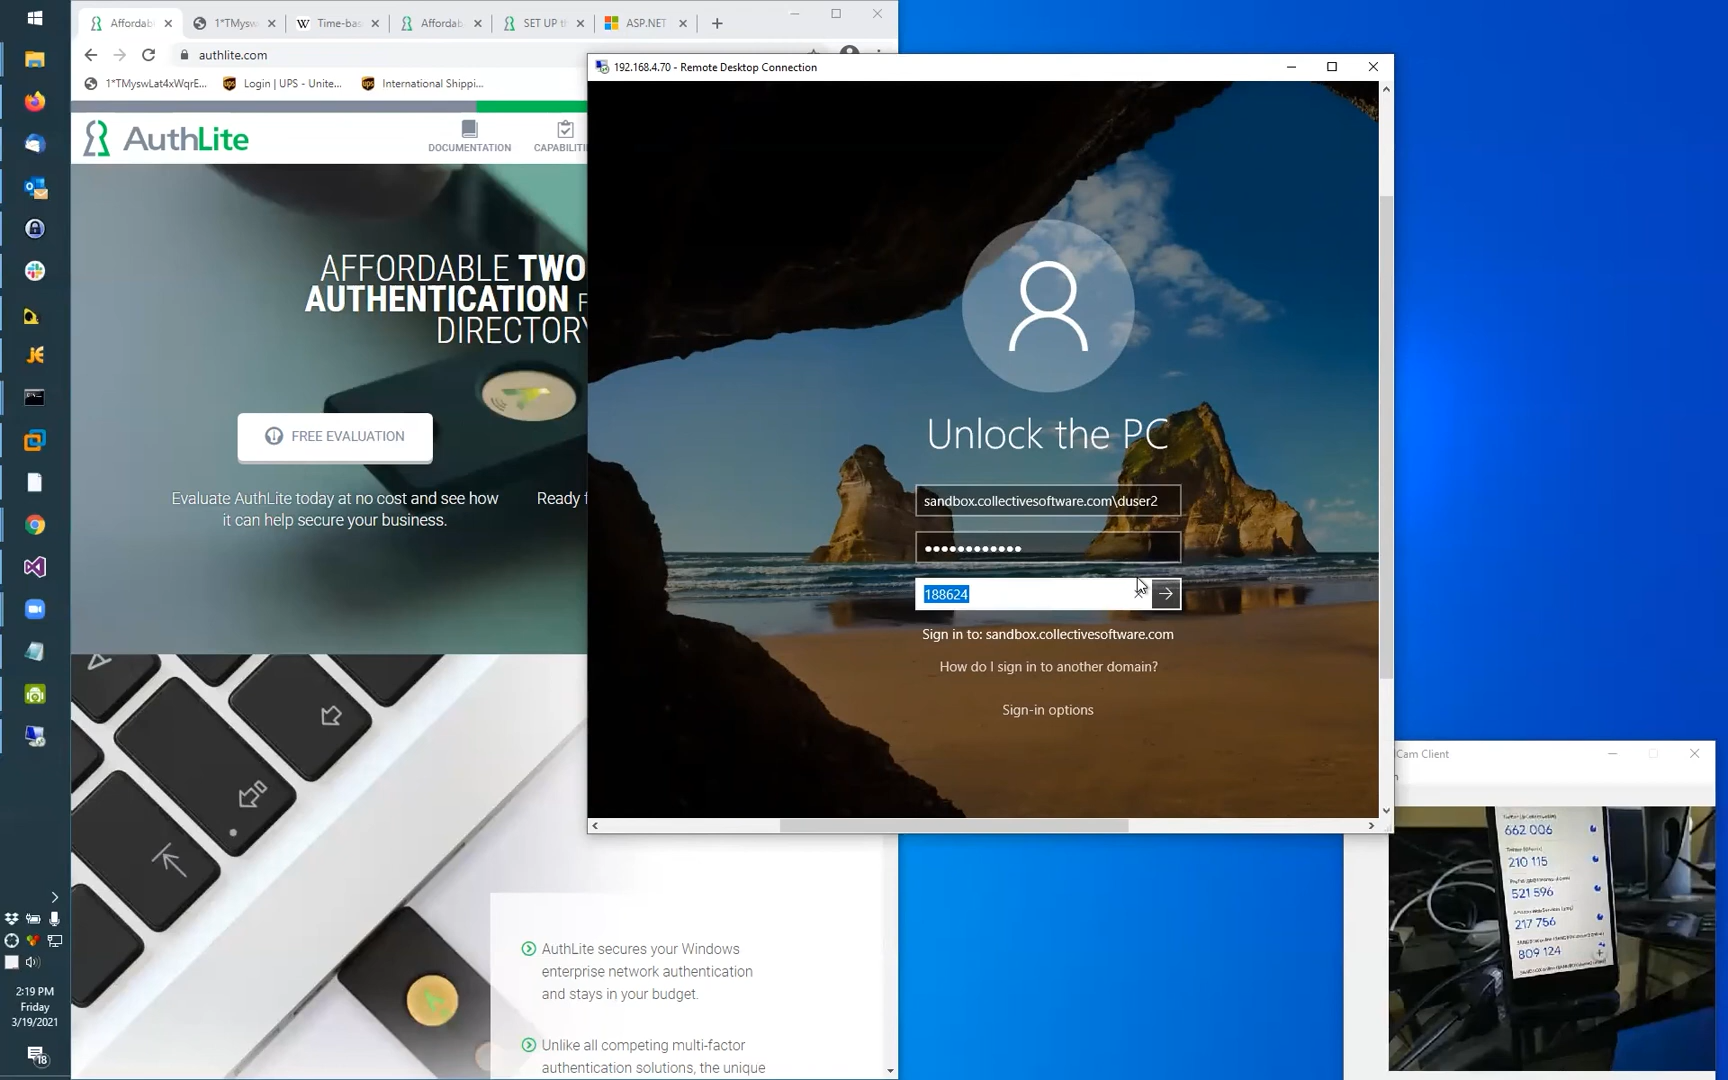 Affordab
1*TMysw
Time-bas
Affordab
SET UP t
ASP.NET
authlite.com
1*TMyswLat4xWqrE...
Login | UPS - Unite...
International Shippi...
AuthLite
DOCUMENTATION
CAPABILITI
AFFORDABLE TWO
AUTHENTICATION F
DIRECTORY
FREE EVALUATION
Evaluate AuthLite today at no cost and see how
it can help secure your business.
Ready f
AuthLite secures your Windows
enterprise network authentication
and stays in your budget.
Unlike all competing multi-factor
authentication solutions, the unique
192.168.4.70 - Remote Desktop Connection
Unlock the PC
sandbox.collectivesoftware.com\duser2
188624
Sign in to: sandbox.collectivesoftware.com
How do I sign in to another domain?
Sign-in options
Cam Client
662 006
210 115
521 596
217 756
809 124
2:19 PM
Friday
3/19/2021
18